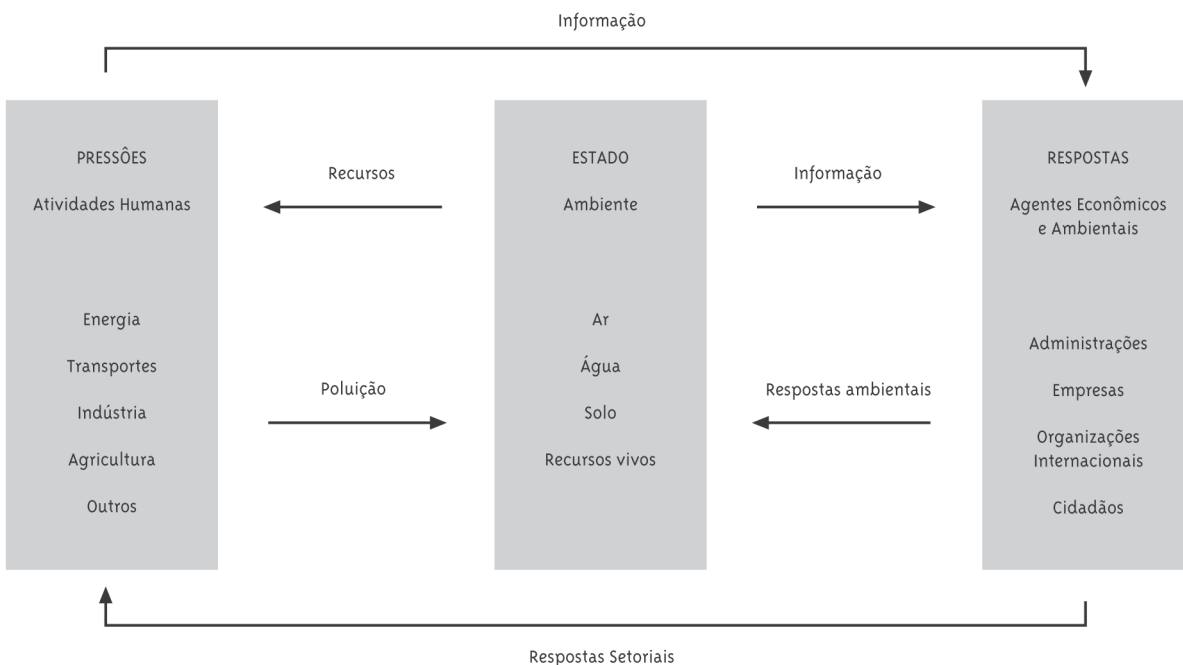 Informação
PRESSÔES
Atividades Humanas
Energia
Transportes
Indústria
Agricultura
Outros
Recursos
Poluição
ESTADO
Ambiente
Ar
Água
Solo
Recursos vivos
Informação
Respostas ambientais
RESPOSTAS
Agentes Econômicos
e Ambientais
Administrações
Empresas
Organizações
Internacionais
Cidadãos
Respostas Setoriais